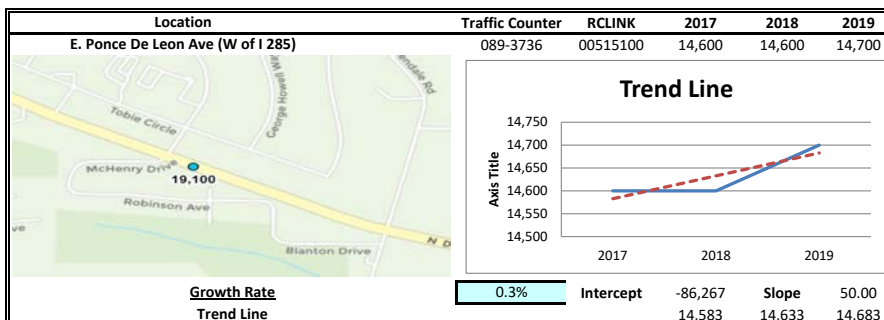 Location Traffic Counter RCLINK 2017 2018 2019
E. Ponce De Leon Ave (W of I 285) 089-3736 00515100 14,600 14,600 14,700
George Howell
endale Rd
Tobie Circle
McHenry Drive
19,100
Robinson Ave
Blanton Drive
N D
ve
Trend Line
Axis Title
14,750
14,700
14,650
14,600
14,550
14,500
2017 2018 2019
Growth Rate 0.3% Intercept -86,267 Slope 50.00
Trend Line 14,583 14,633 14,683